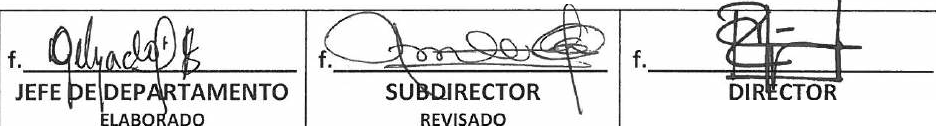 f. f. f.
JEFE DE DEPARTAMENTO SUBDIRECTOR DIRECTOR
ELABORADO REVISADO